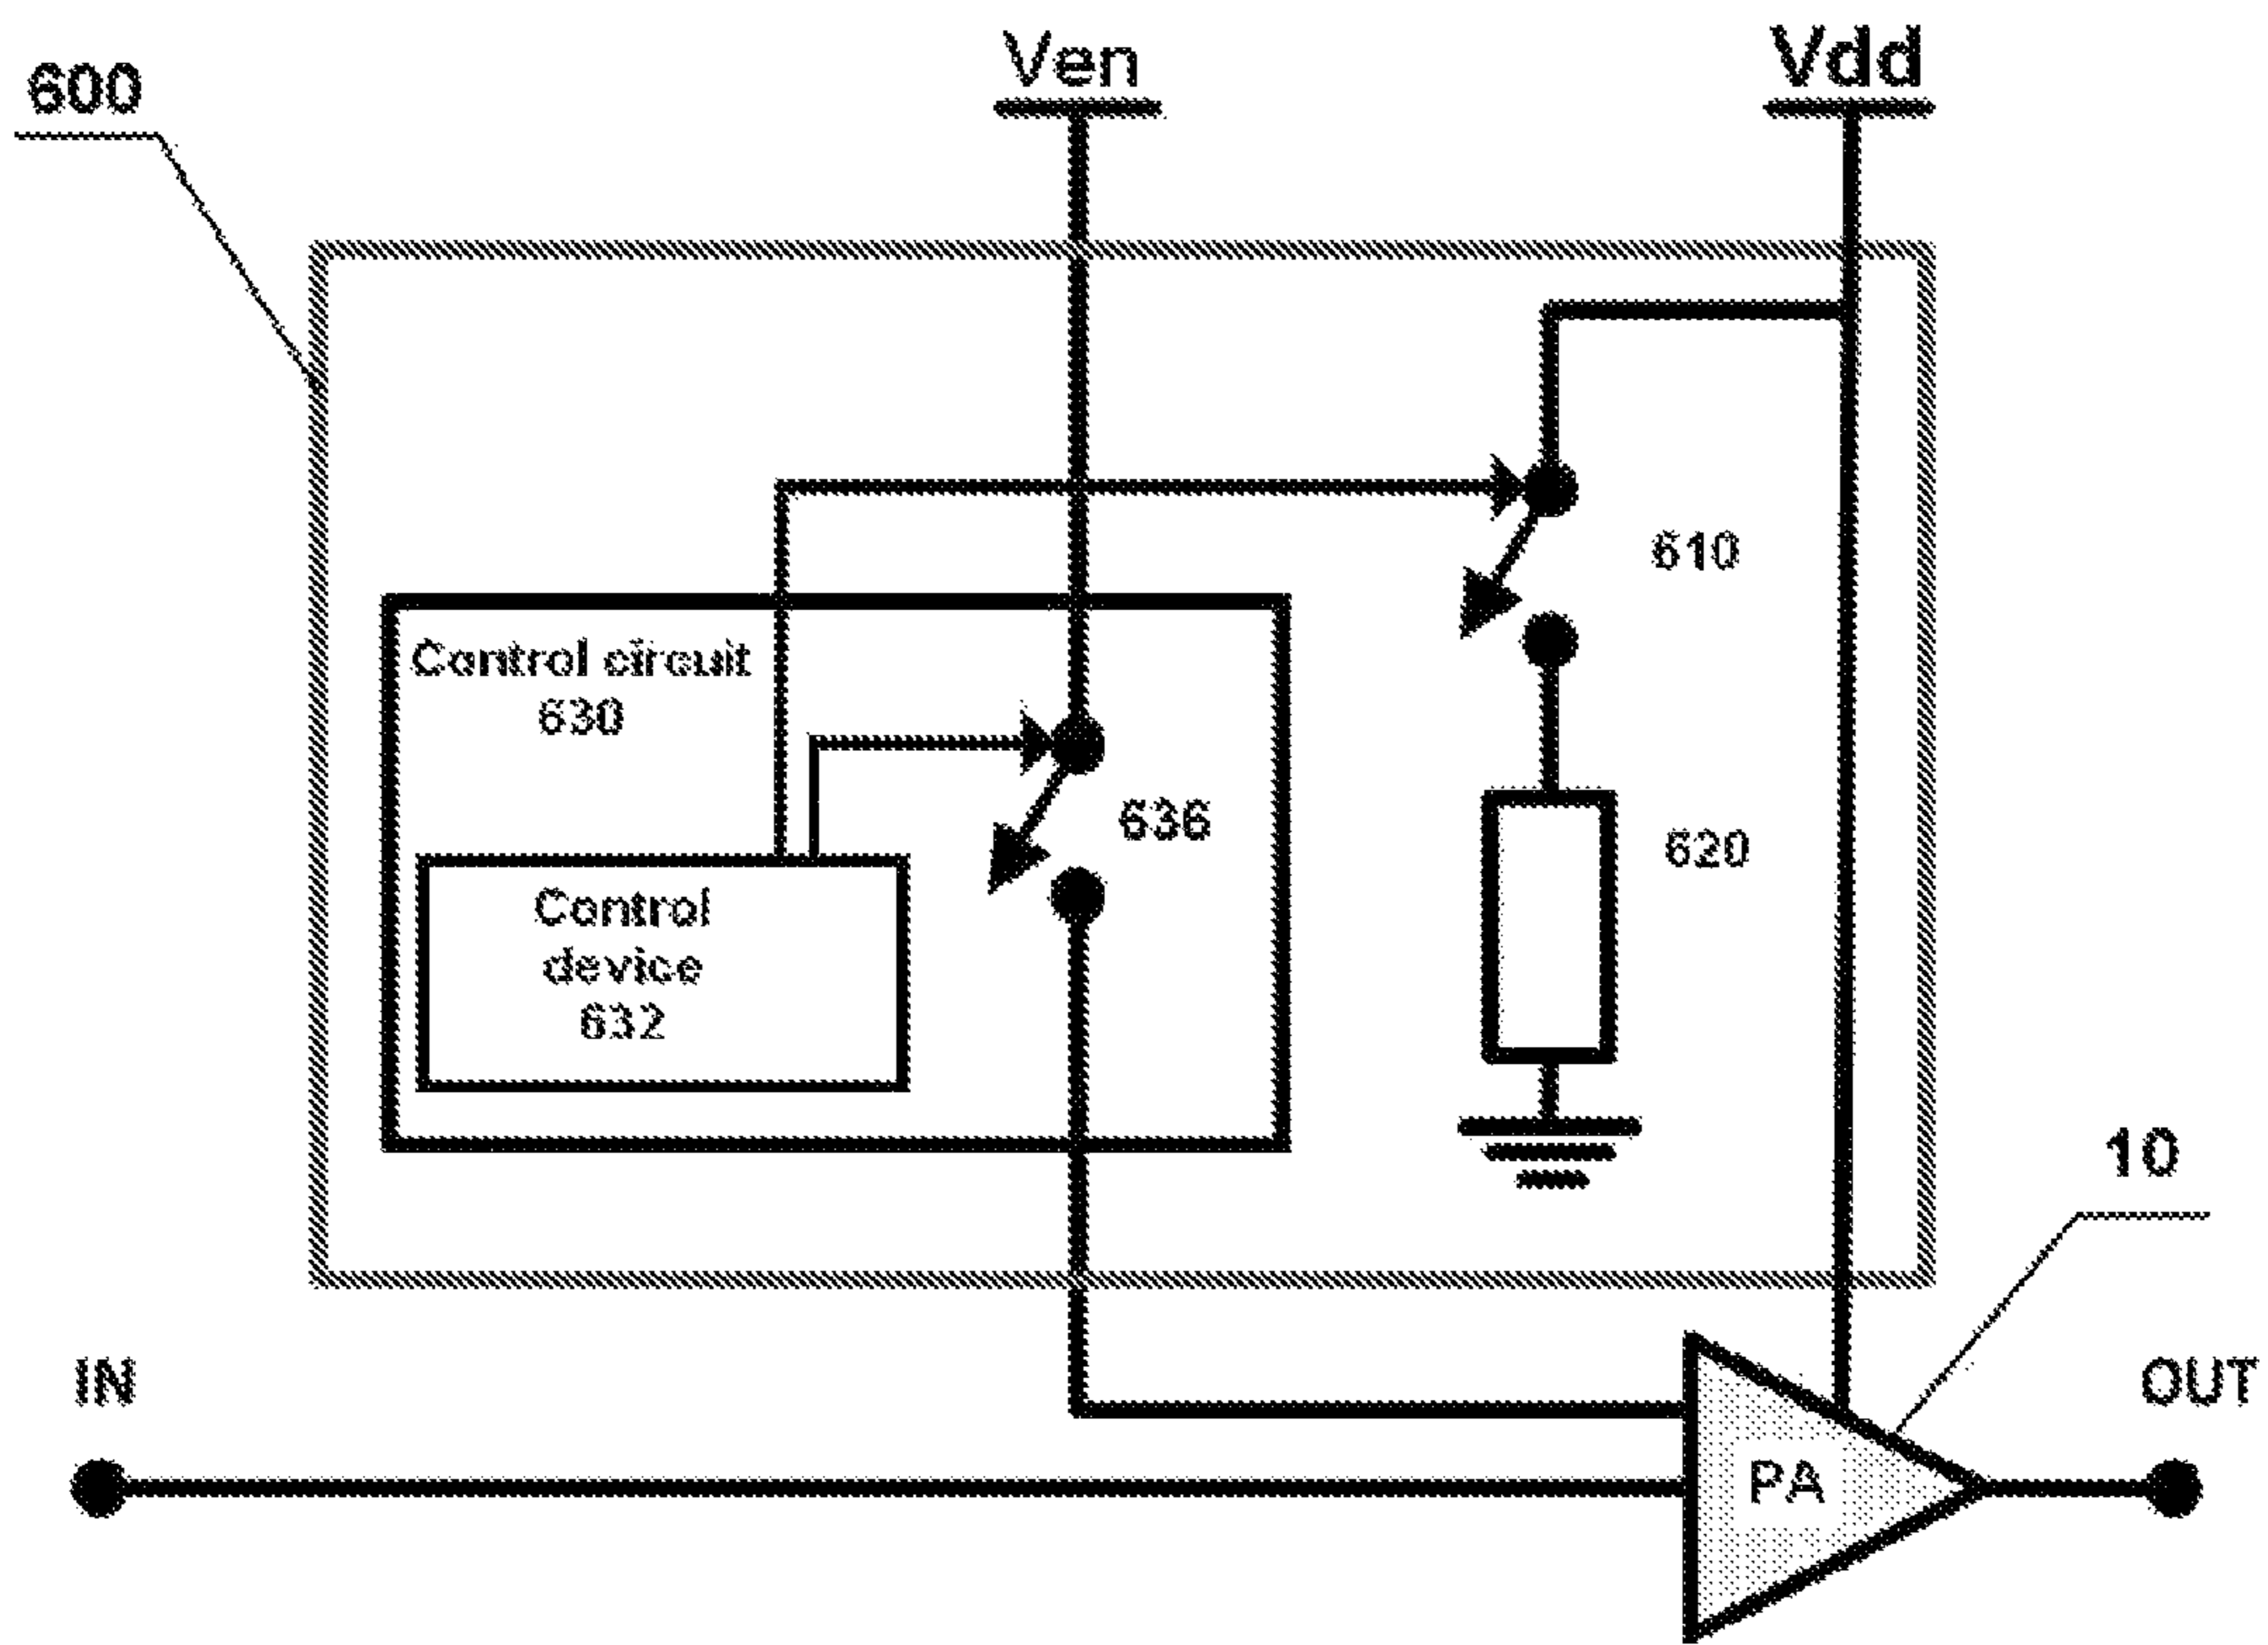 600
Ven
Vdd
610
Control circuit
630
636
620
Control
device
632
10
IN
OUT
PA